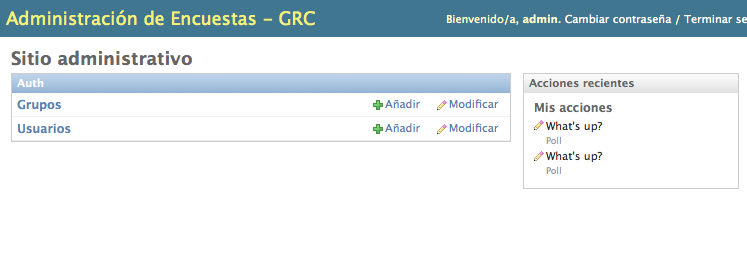 Administración de Encuestas - GRC
Bienvenido/a, admin. Cambiar contraseña / Terminar se
Sitio administrativo
Auth
Grupos Añadir Modificar
Usuarios Añadir Modificar
Acciones recientes
Mis acciones
What's up?
Poll
What's up?
Poll